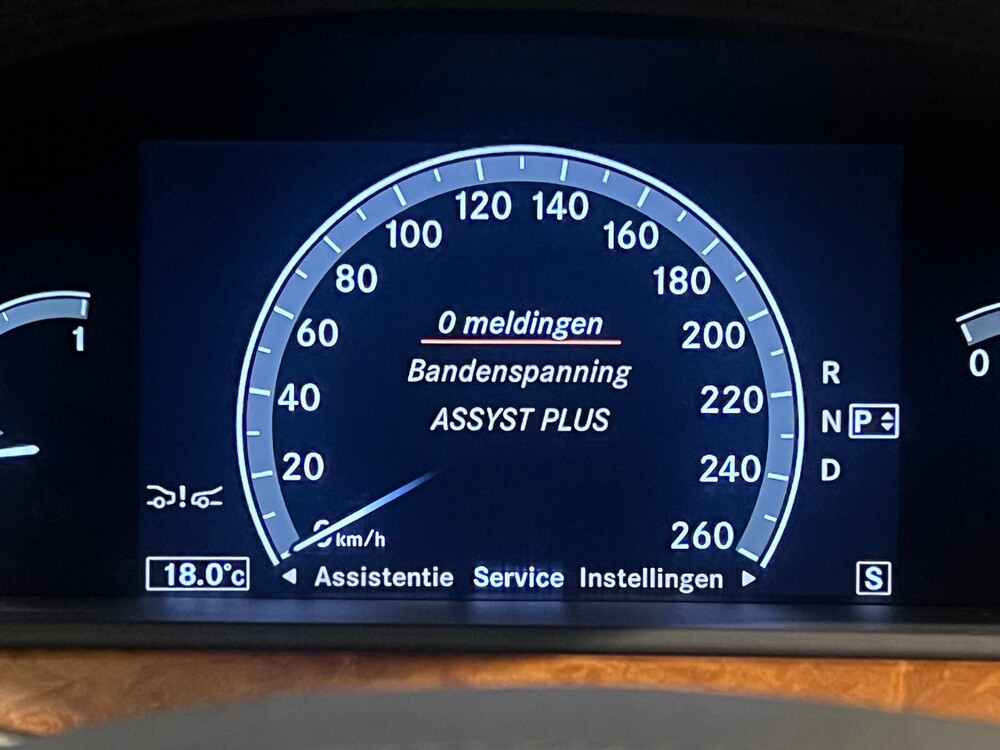 120 140
100 160
80 180
0 meldingen
60 200
1
0
Bandenspanning
R
40 220
ASSYST PLUS
N P
20 240
D
260
0 km/h
18.0°c
Assistentie Service Instellingen
S